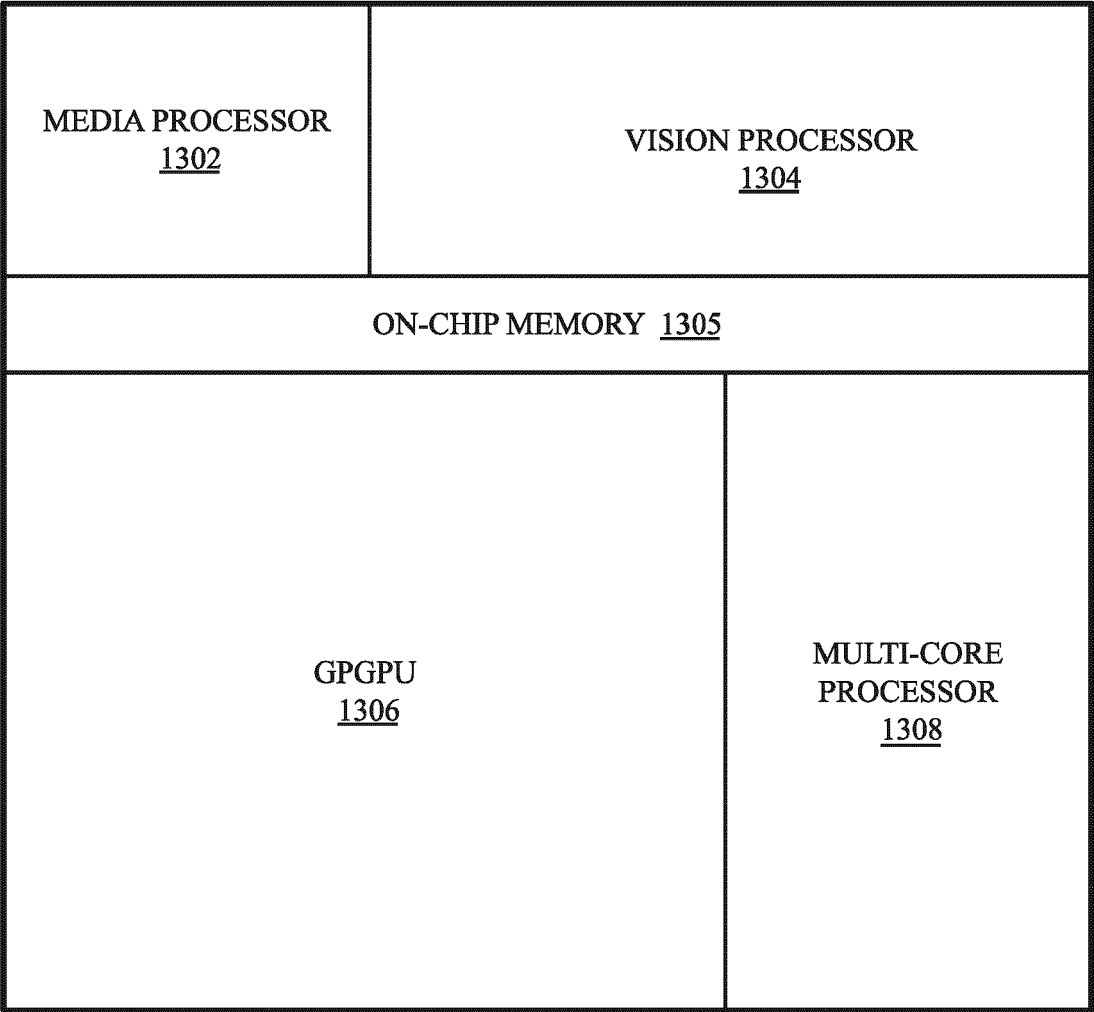 MEDIA PROCESSOR
1302
VISION PROCESSOR
1304
ON-CHIP MEMORY 1305
GPGPU
1306
MULTI-CORE
PROCESSOR
1308